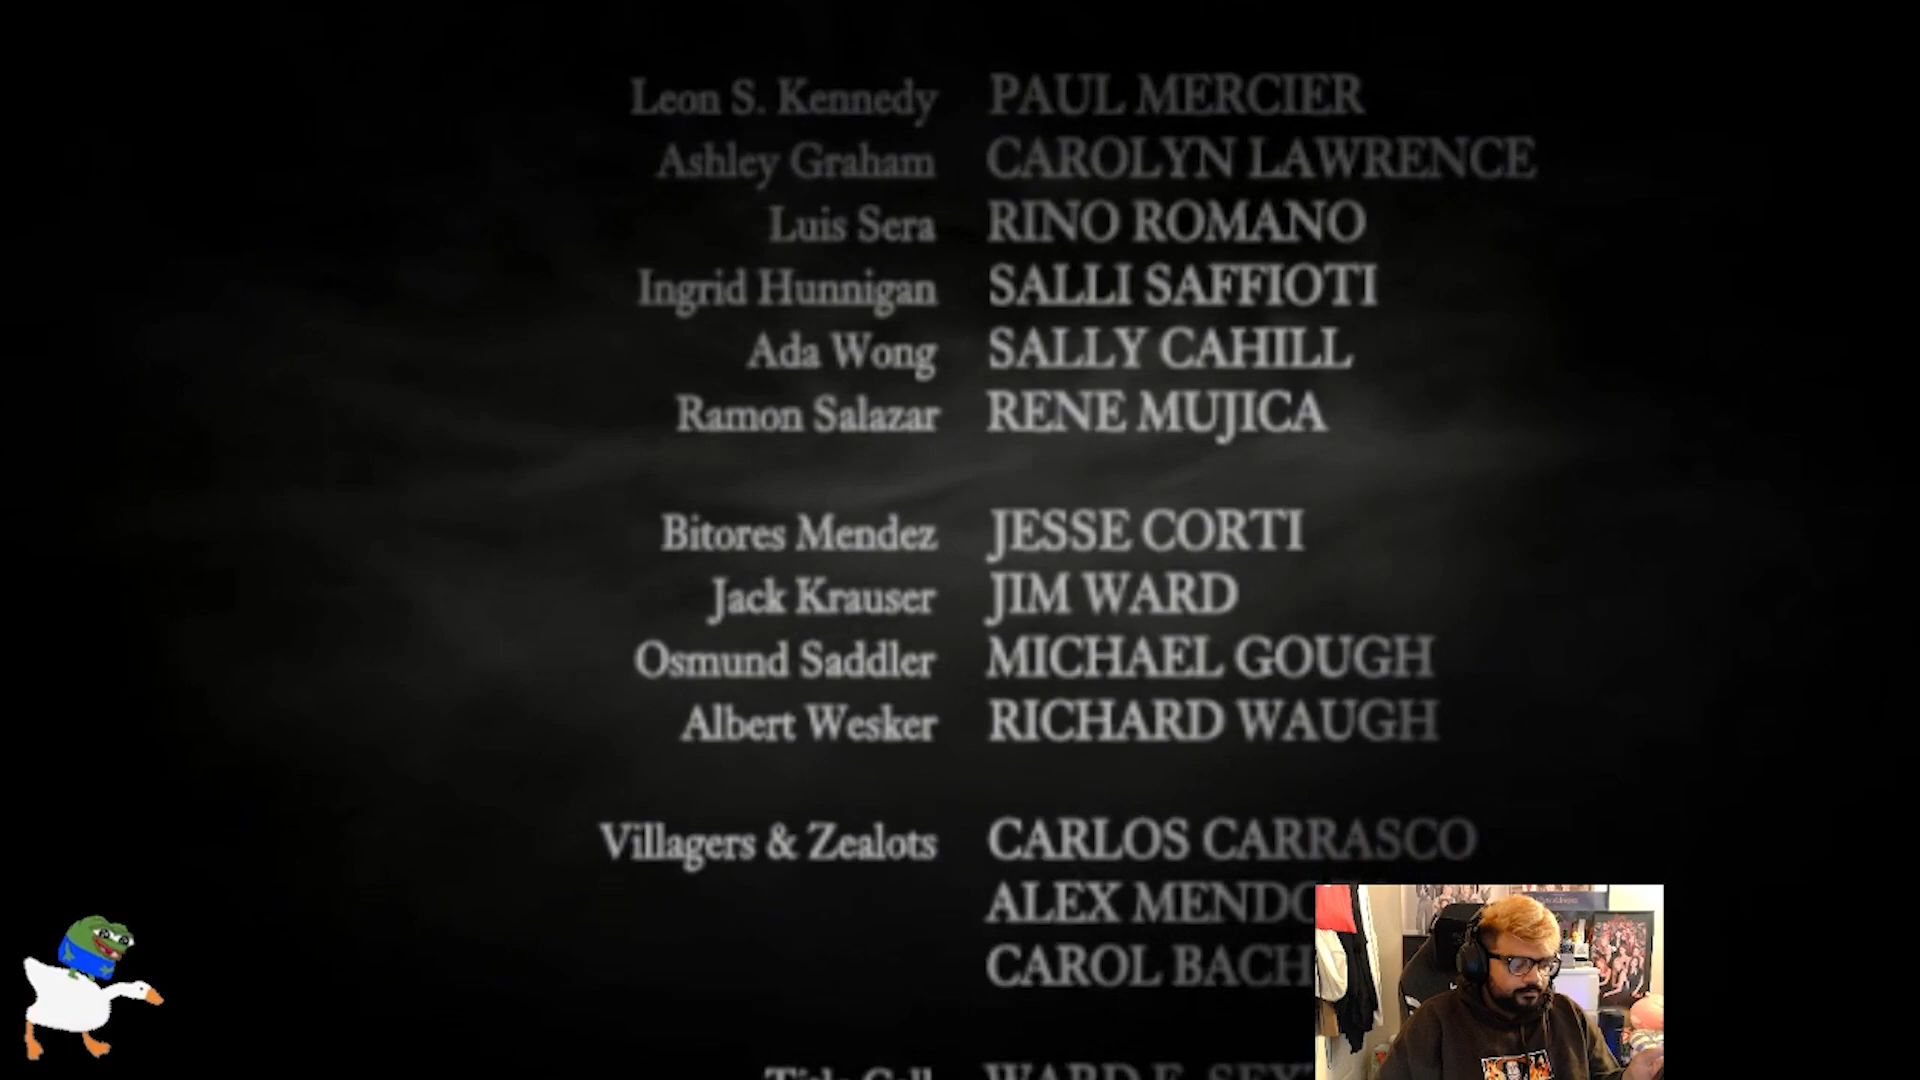 Leon S. Kennedy PAUL MERCIER
Ashley Graham CAROLYN LAWRENCE
Luis Sera RINO ROMANO
Ingrid Hunnigan SALLI SAFFIOTI
Ada Wong SALLY CAHILL
Ramon Salazar RENE MUJICA
Bitores Mendez JESSE CORTI
Jack Krauser JIM WARD
Osmund Saddler MICHAEL GOUGH
Albert Wesker RICHARD WAUGH
Villagers & Zealots CARLOS CARRASCO
ALEX
CAROL